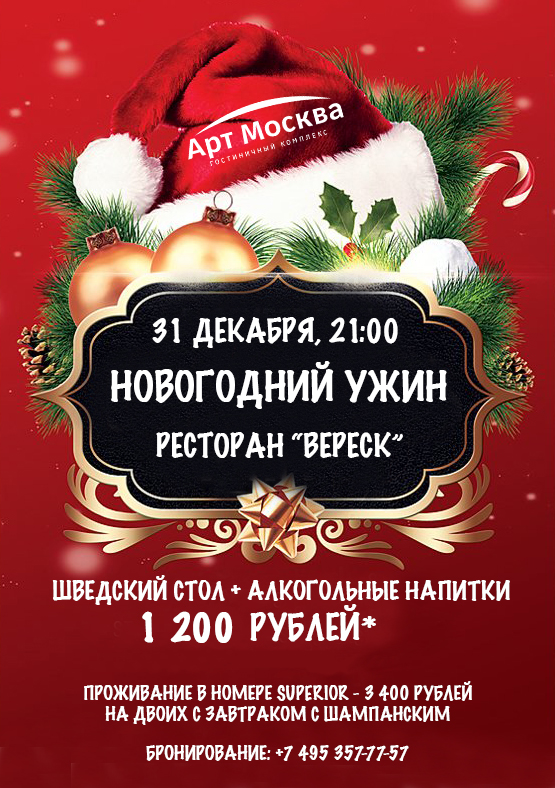 Арт Москва
гостиничный комплекс
31 ДЕКАБРЯ, 21:00
НОВОГОДНИЙ УЖИН
РЕСТОРАН “ВЕРЕСК”
ШВЕДСКИЙ СТОЛ + АЛКОГОЛЬНЫЕ НАПИТКИ
1 200 РУБЛЕЙ*
ПРОЖИВАНИЕ В НОМЕРЕ SUPERIOR - 3 400 РУБЛЕЙ
НА ДВОИХ С ЗАВТРАКОМ С ШАМПАНСКИМ
БРОНИРОВАНИЕ: +7 495 357-77-57